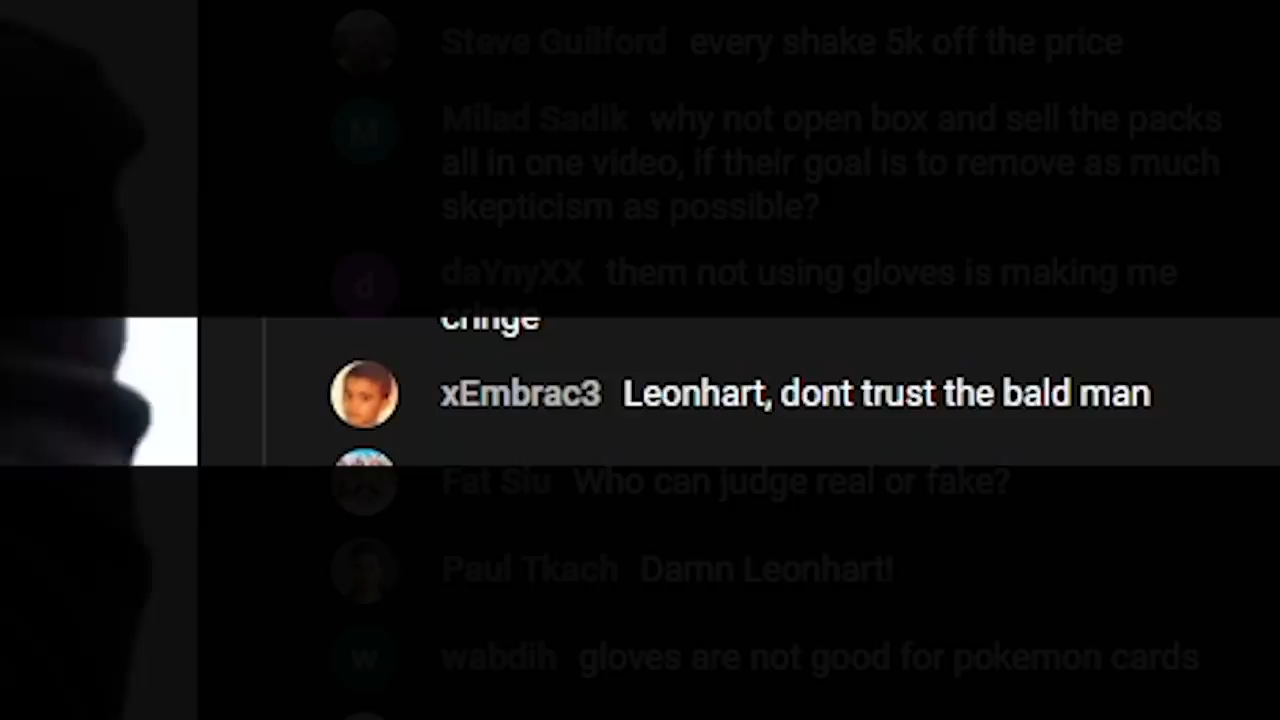 Steve Guilford every shake 5k off the price
M Milad Sadik why not open box and sell the packs
all in one video, if their goal is to remove as much
skepticism as possible?
d daYnyXX them not using gloves is making me
cringe
xEmbrac3 Leonhart, dont trust the bald man
Fat Siu Who can judge real or fake?
Paul Tkach Damn Leonhart!
w wabdih gloves are not good for pokemon cards